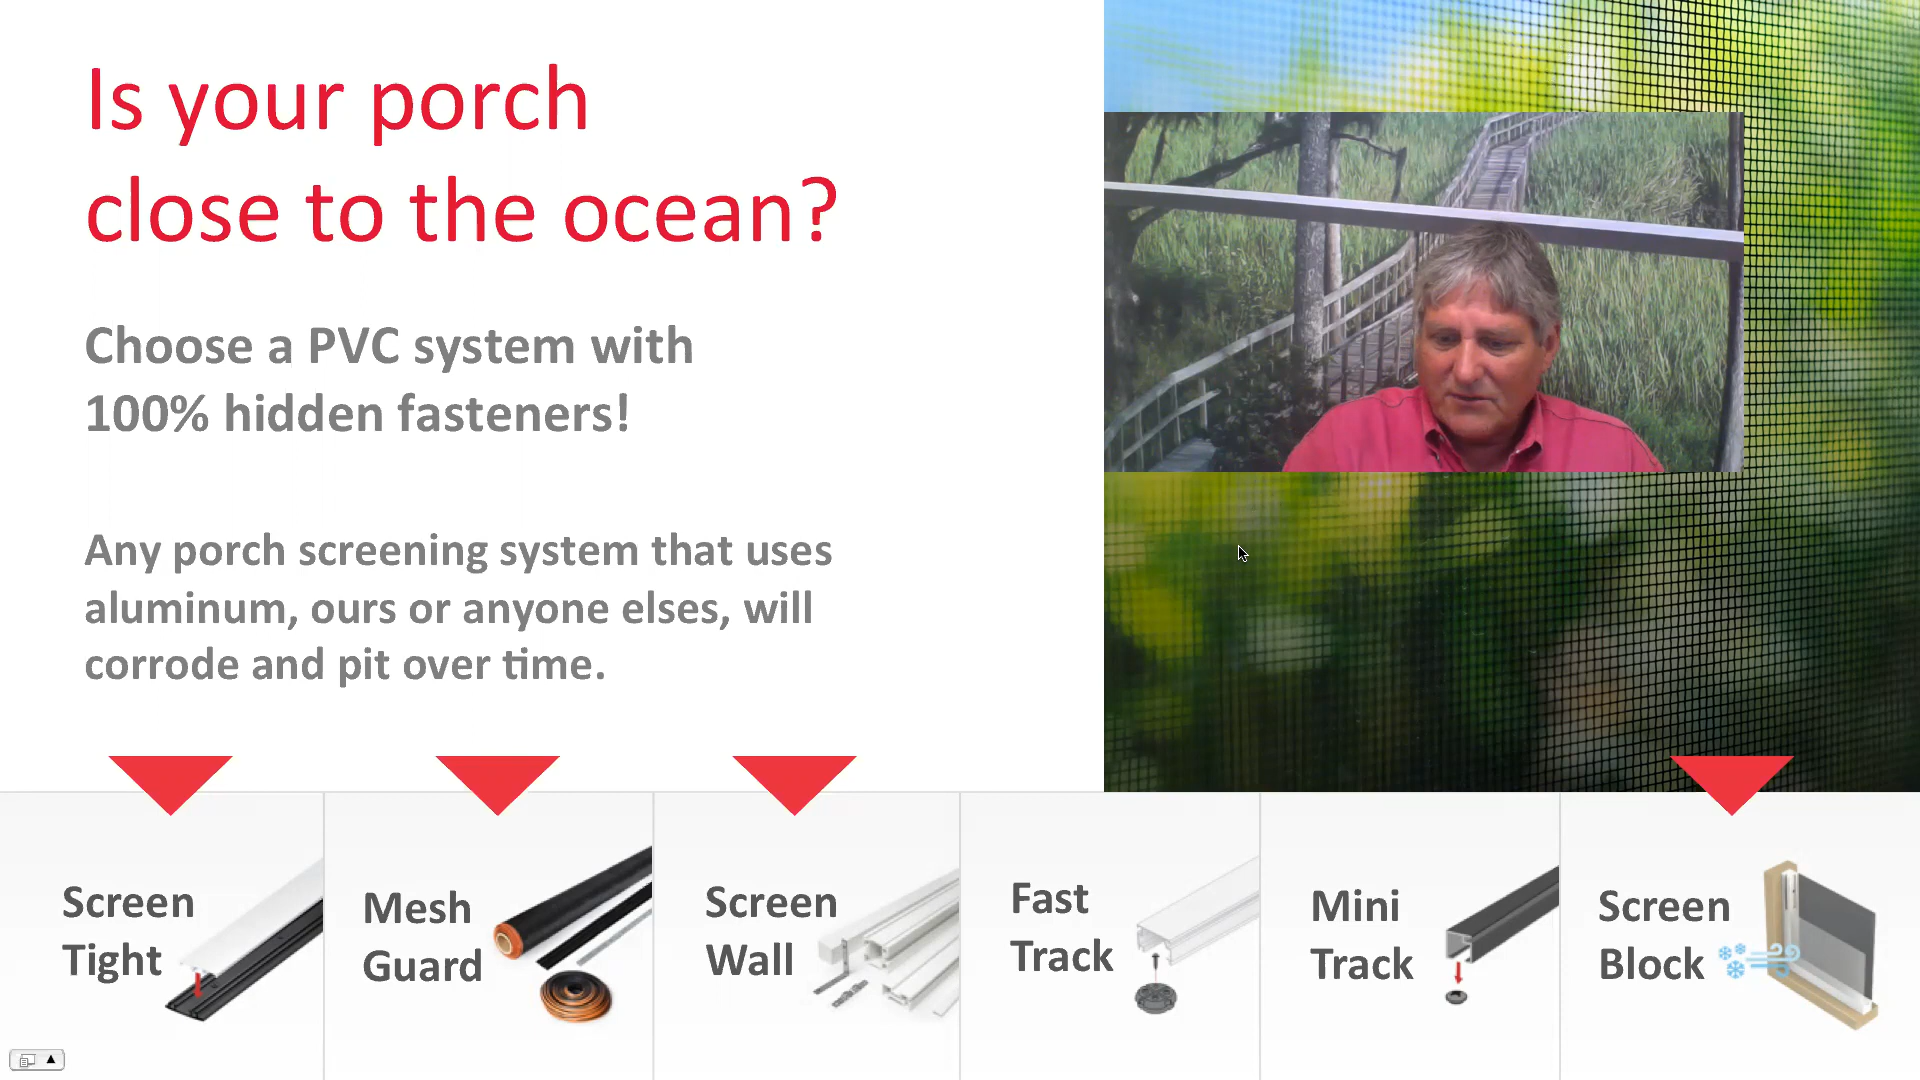 Is your porch
close to the ocean?
Choose a PVC system with
100% hidden fasteners!
Any porch screening system that uses
aluminum, ours or anyone elses, will
corrode and pit over time.
Screen
Tight
Mesh
Guard
Screen
Wall
Fast
Track
Mini
Track
Screen
Block